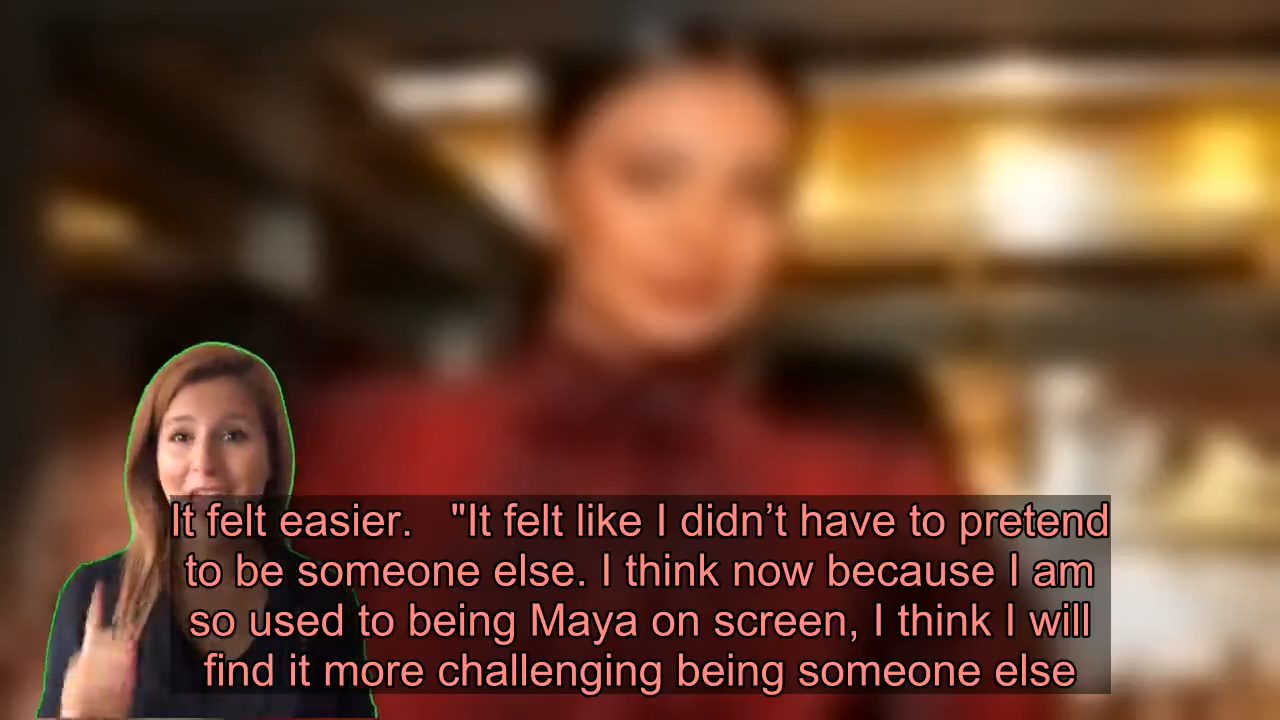 It felt easier.   "It felt like I didn’t have to pretend
to be someone else. I think now because I am
so used to being Maya on screen, I think I will
find it more challenging being someone else